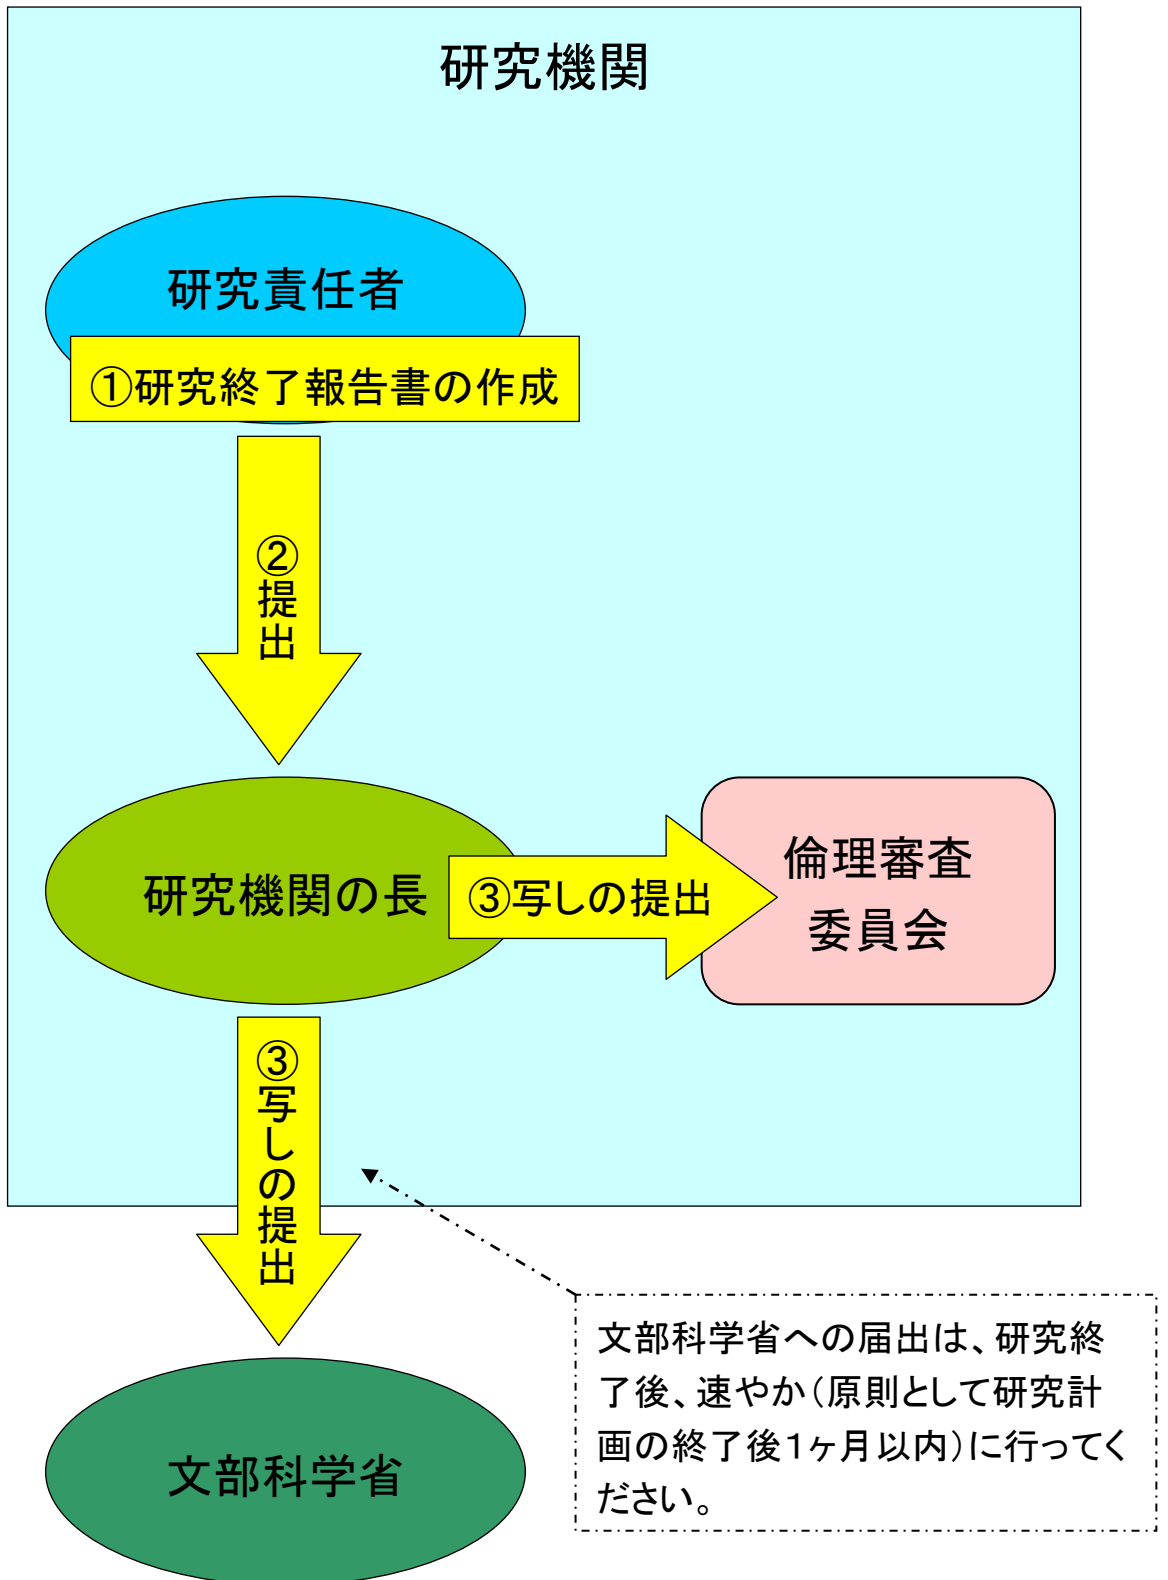 研究機関
研究責任者
①研究終了報告書の作成
②提出
研究機関の長
③写しの提出
倫理審査
委員会
③写しの提出
文部科学省への届出は、研究終
了後、速やか（原則として研究計
画の終了後１ヶ月以内）に行ってく
ださい。
文部科学省